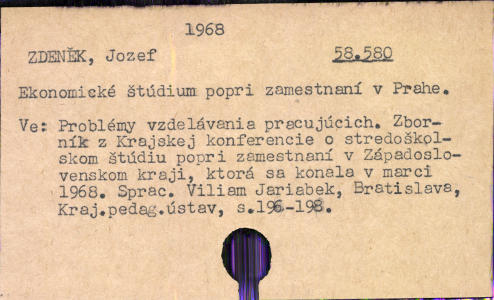 1968
ZDENĚK, Jozef 58.580
Ekonomické štúdium popri zamestnaní v Prahe.
Ve: Problémy vzdelávania pracujúcich. Zbor-
ník z Krajskej konferencie o stredoškol-
skom štúdiu popri zamestnaní v Západoslo-
venskom kraji, ktorá sa konala v marci
1968. Sprac. Viliam Jariabek, Bratislava,
Kraj.pedag.ústav, s.196-198.